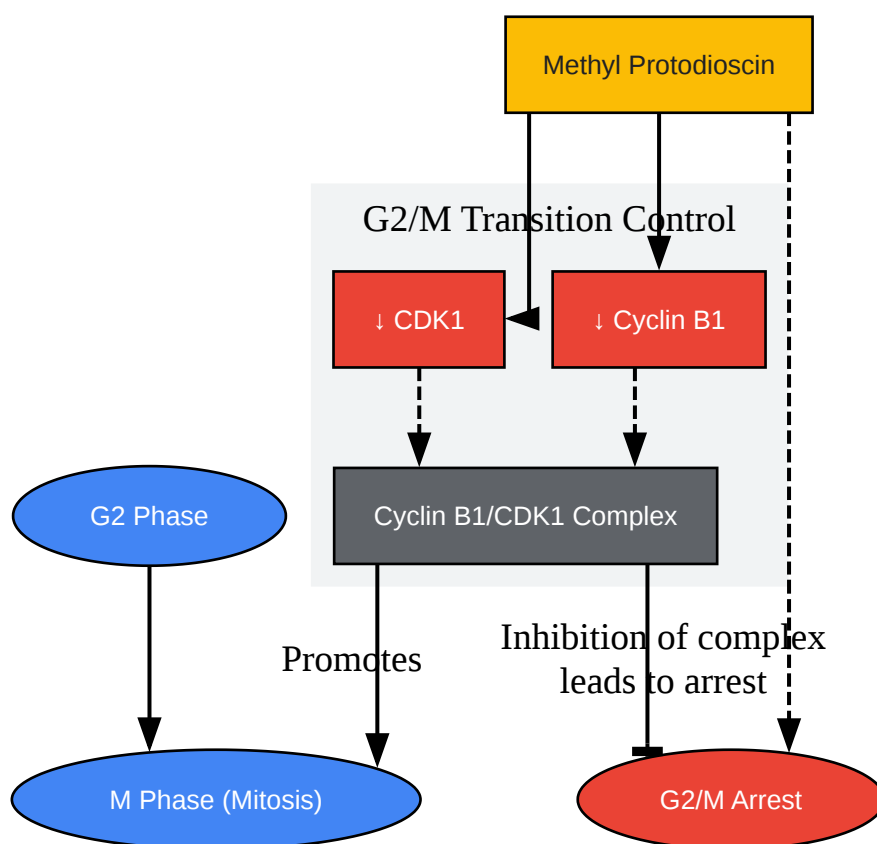 Methyl Protodioscin
G2/M Transition Control
↓ CDK1
↓ Cyclin B1
G2 Phase
Cyclin B1/CDK1 Complex
Promotes
Inhibition of complex
leads to arrest
M Phase (Mitosis)
G2/M Arrest